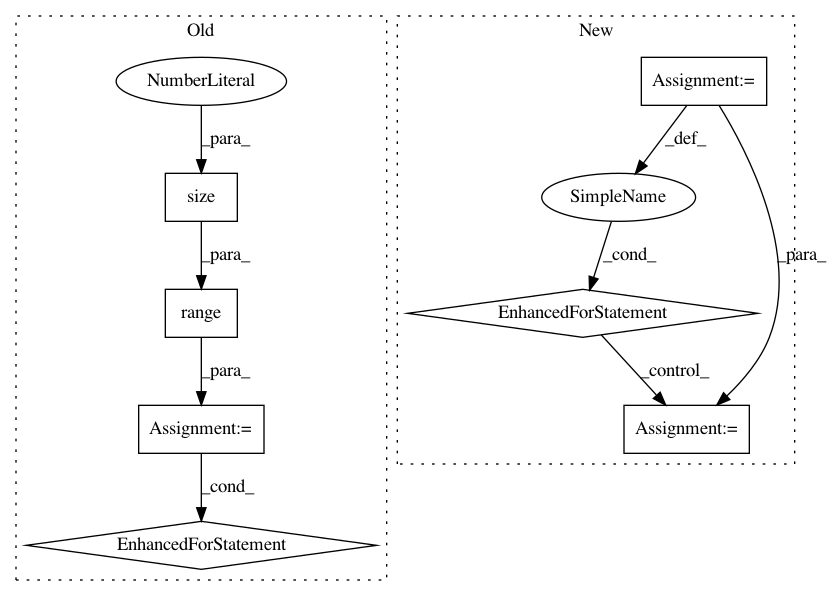 Old
NumberLiteral
_para_
size
_para_
range
_para_
Assignment:=
_cond_
EnhancedForStatement
New
Assignment:=
_def_
SimpleName
_cond_
_para_
EnhancedForStatement
_control_
Assignment:=